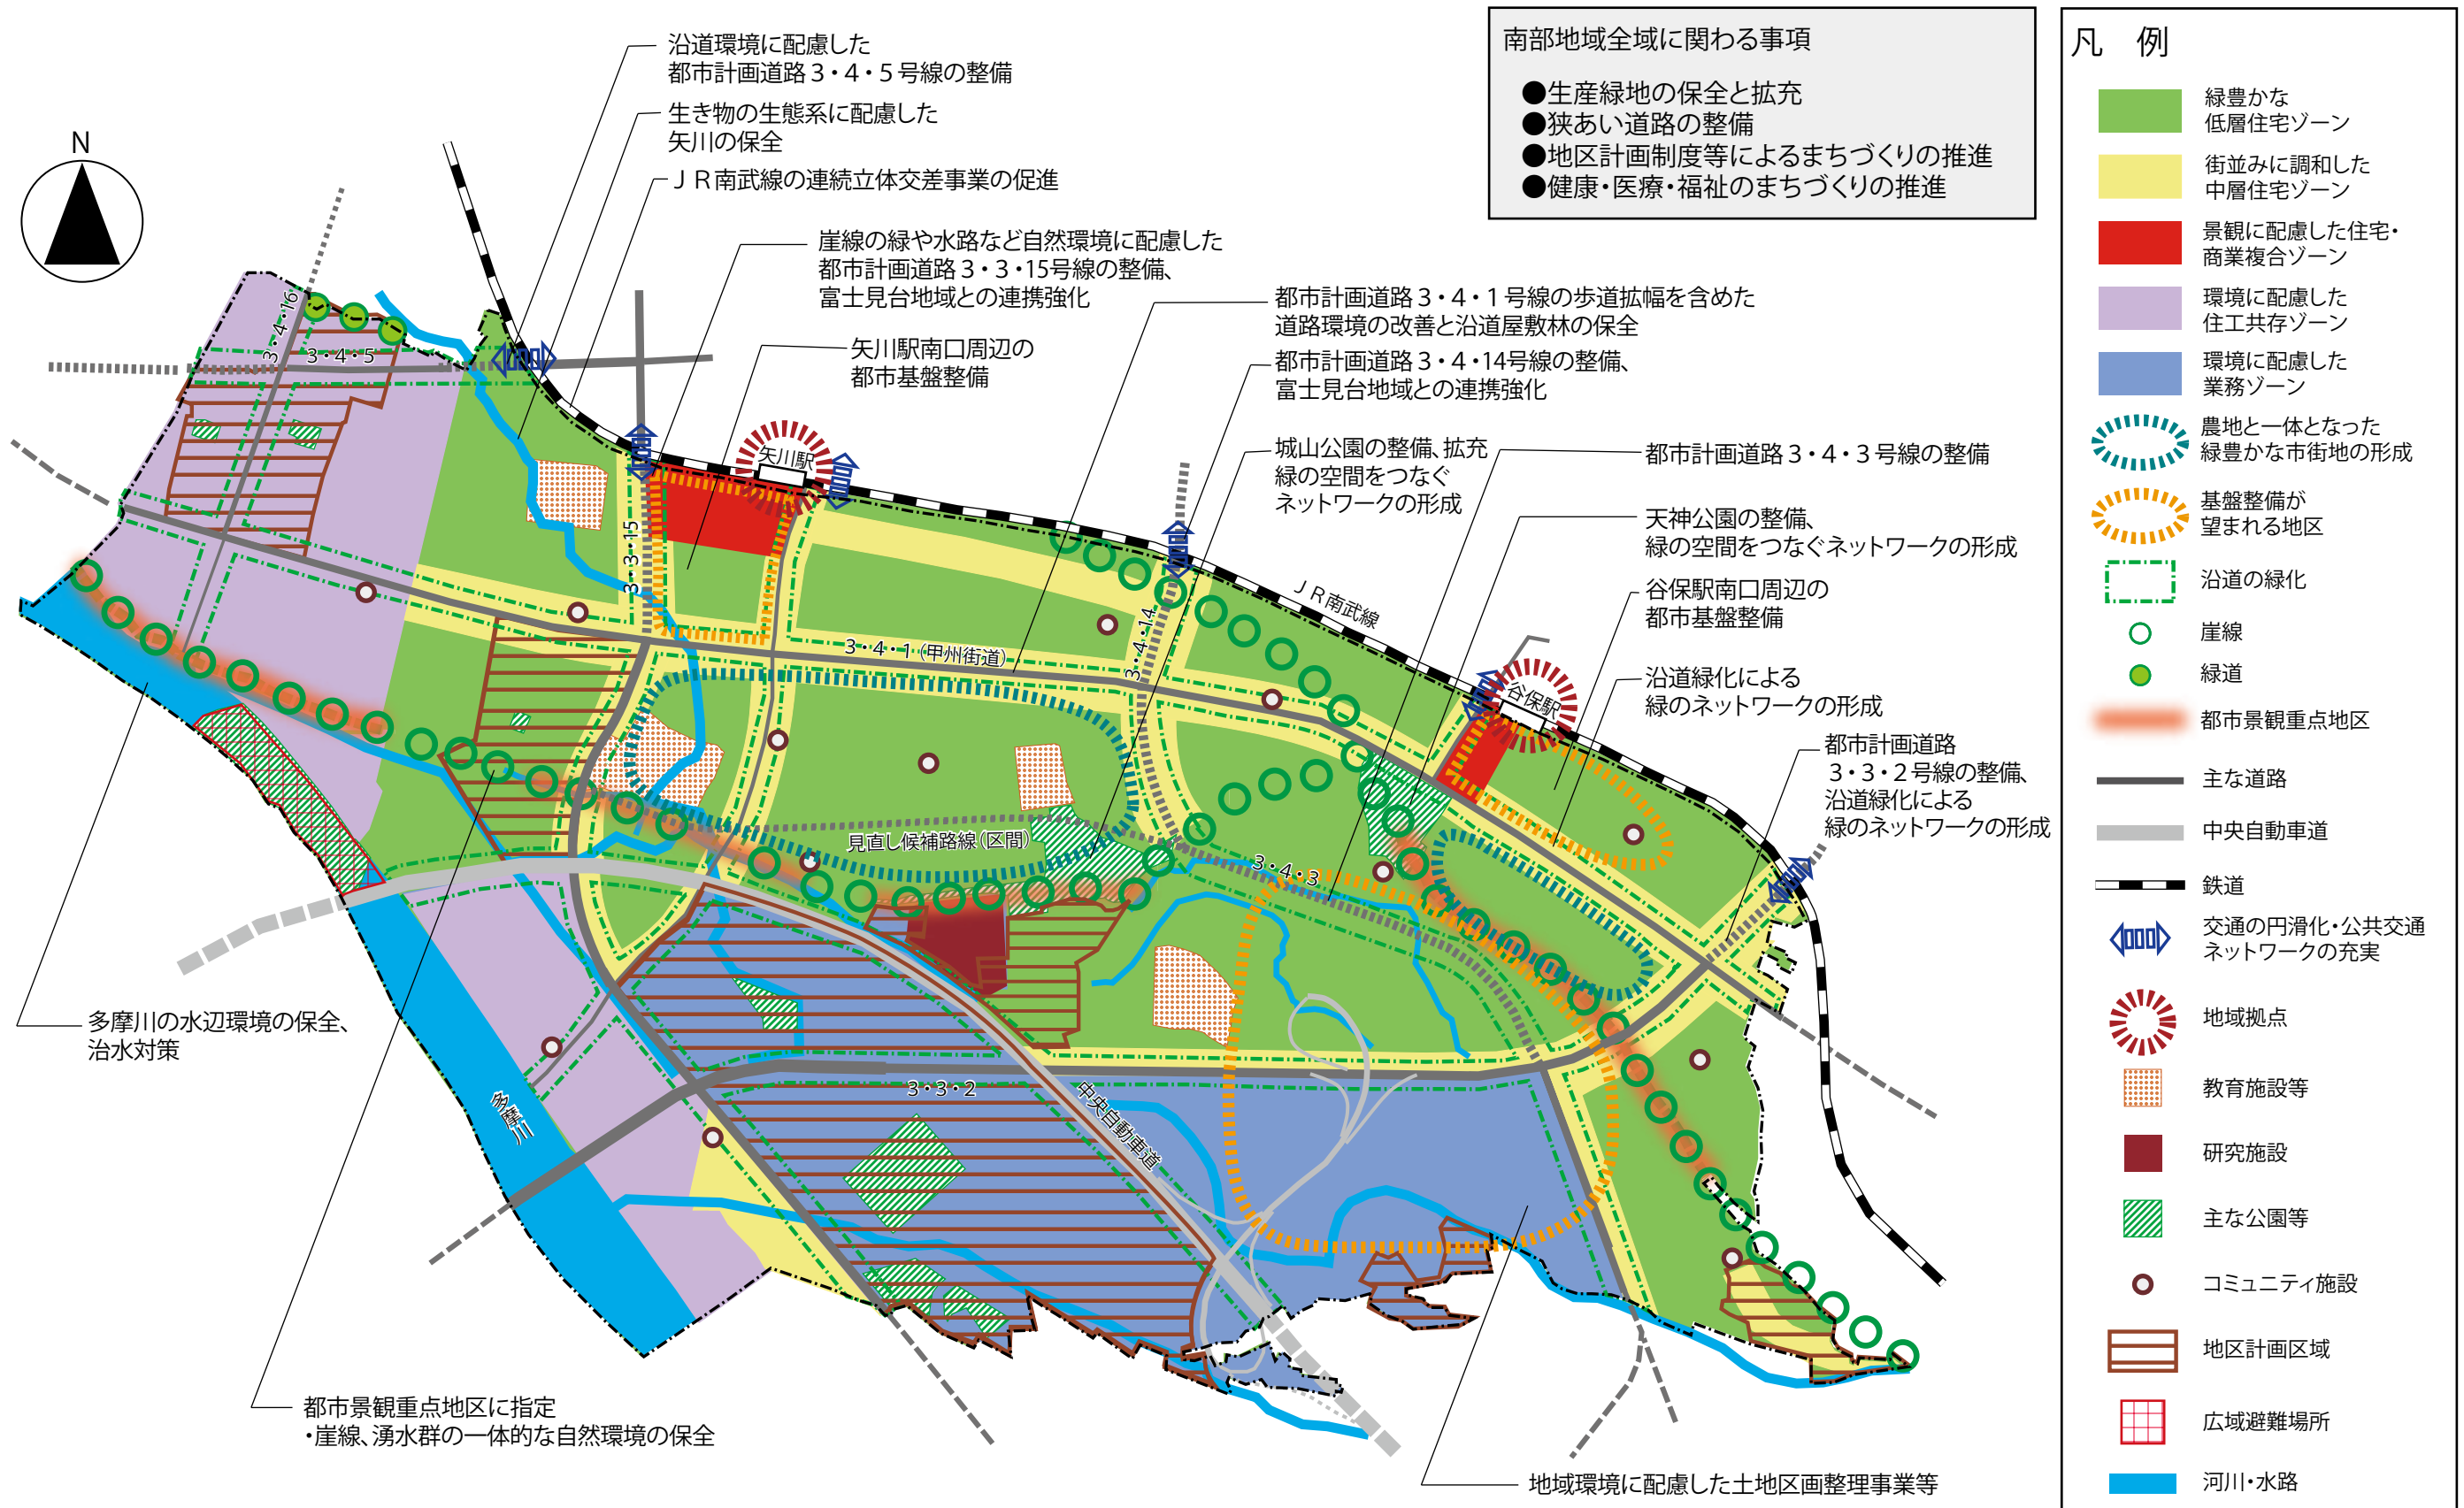 沿道環境に配慮した
都市計画道路３・４・５号線の整備
生き物の生態系に配慮した
矢川の保全
ＪＲ南武線の連続立体交差事業の促進
崖線の緑や水路など自然環境に配慮した
都市計画道路３・３・15号線の整備、
富士見台地域との連携強化
矢川駅南口周辺の
都市基盤整備
都市計画道路３・４・１号線の歩道拡幅を含めた
道路環境の改善と沿道屋敷林の保全
都市計画道路３・４・14号線の整備、
富士見台地域との連携強化
城山公園の整備、拡充
緑の空間をつなぐ
ネットワークの形成
都市計画道路３・４・３号線の整備
天神公園の整備、
緑の空間をつなぐネットワークの形成
谷保駅南口周辺の
都市基盤整備
沿道緑化による
緑のネットワークの形成
都市計画道路
３・３・２号線の整備、
沿道緑化による
緑のネットワークの形成
南部地域全域に関わる事項
●生産緑地の保全と拡充
●狭あい道路の整備
●地区計画制度等によるまちづくりの推進
●健康・医療・福祉のまちづくりの推進
N
3・4・16
3・4・5
矢川駅
3・3・15
ＪＲ南武線
3・4・14
3・4・1（甲州街道）
谷保駅
見直し候補路線（区間）
3・4・3
3・3・2
中央自動車道
多摩川
多摩川の水辺環境の保全、
治水対策
都市景観重点地区に指定
・崖線、湧水群の一体的な自然環境の保全
地域環境に配慮した土地区画整理事業等
凡　例
緑豊かな
低層住宅ゾーン
街並みに調和した
中層住宅ゾーン
景観に配慮した住宅・
商業複合ゾーン
環境に配慮した
住工共存ゾーン
環境に配慮した
業務ゾーン
農地と一体となった
緑豊かな市街地の形成
基盤整備が
望まれる地区
沿道の緑化
崖線
緑道
都市景観重点地区
主な道路
中央自動車道
鉄道
交通の円滑化・公共交通
ネットワークの充実
地域拠点
教育施設等
研究施設
主な公園等
コミュニティ施設
地区計画区域
広域避難場所
河川・水路